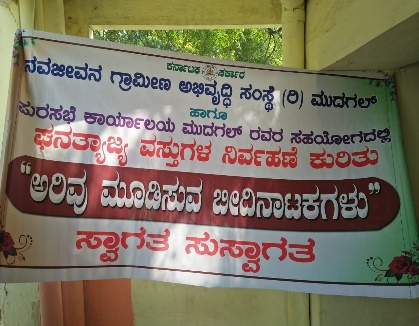 ಕರ್ನಾಟಕ ಸರ್ಕಾರ
ನವಜೀವನ ಗ್ರಾಮೀಣ ಅಭಿವೃದ್ಧಿ ಸಂಸ್ಥೆ (ರಿ) ಮುದಗಲ್
ಹಾಗೂ
ಪುರಸಭೆ ಕಾರ್ಯಾಲಯ ಮುದಗಲ್ ರವರ ಸಹಯೋಗದಲ್ಲಿ
ಘನತ್ಯಾಜ್ಯ ವಸ್ತುಗಳ ನಿರ್ವಹಣೆ ಕುರಿತು
“ಅರಿವು ಮೂಡಿಸುವ ಬೀದಿನಾಟಕಗಳು”
ಸ್ವಾಗತ ಸುಸ್ವಾಗತ